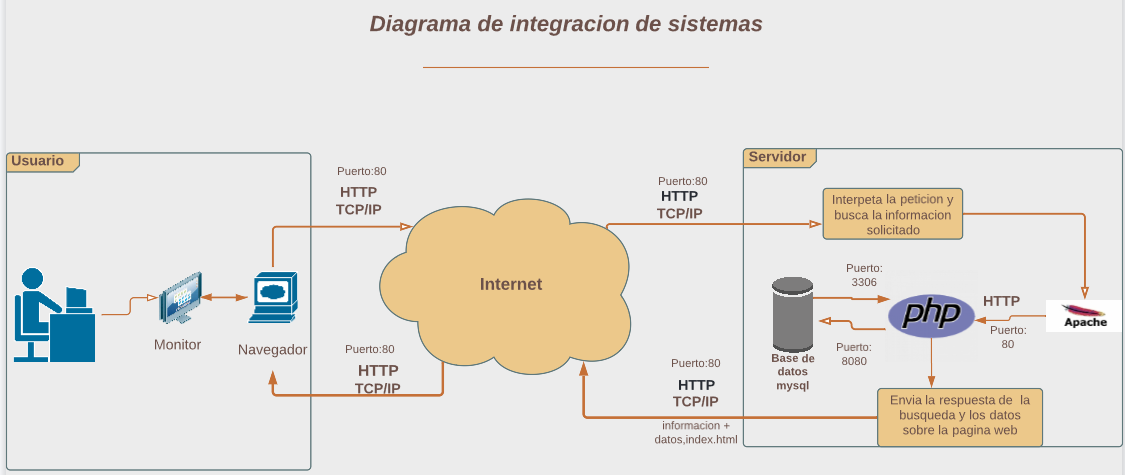 Diagrama de integracion de sistemas
Usuario
Monitor
Navegador
Puerto:80
HTTP
TCP/IP
Puerto:80
HTTP
TCP/IP
Internet
Puerto:80
HTTP
TCP/IP
Puerto:80
HTTP
TCP/IP
informacion +
datos,index.html
Servidor
Interpeta la peticion y
busca la informacion
solicitado
Puerto:
3306
Puerto:
8080
Base de
datos
mysql
php
HTTP
Puerto:
80
Apache
Envia la respuesta de la
busqueda y los datos
sobre la pagina web